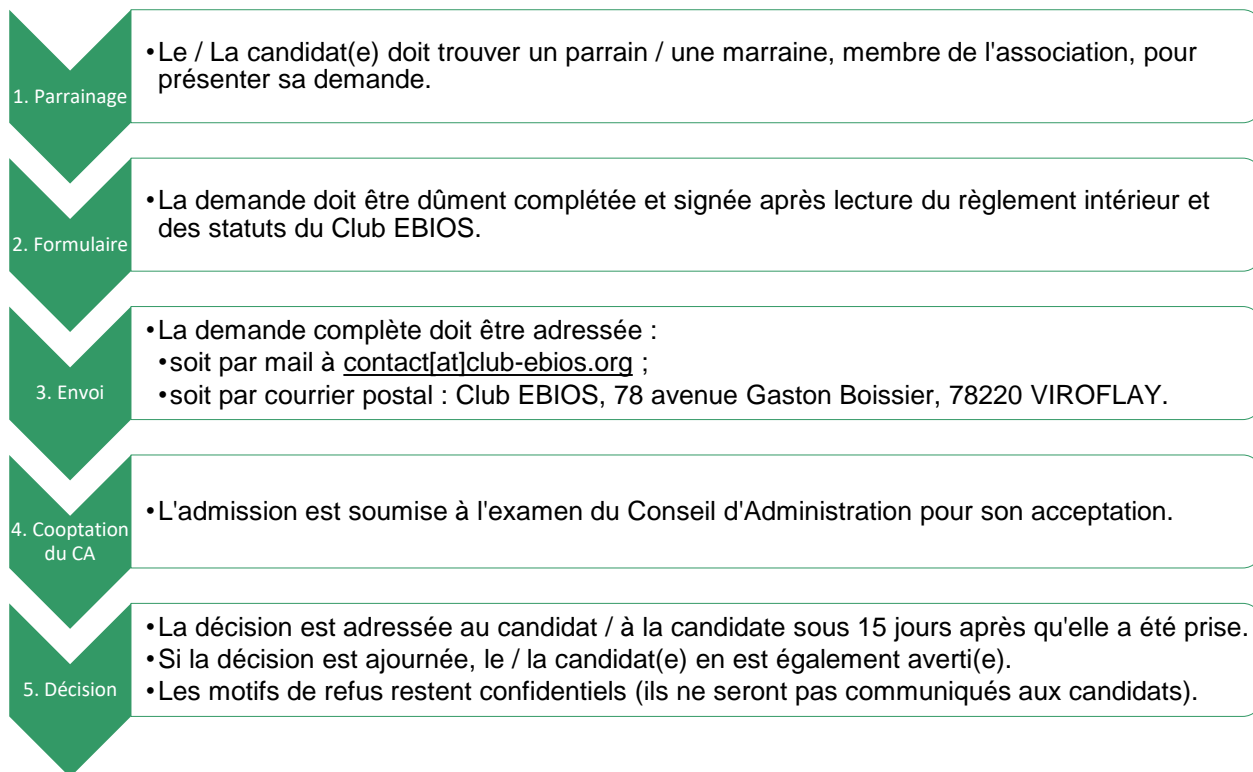 1. Parrainage
•Le / La candidat(e) doit trouver un parrain / une marraine, membre de l'association, pour
présenter sa demande.
2. Formulaire
•La demande doit être dûment complétée et signée après lecture du règlement intérieur et
des statuts du Club EBIOS.
3. Envoi
•La demande complète doit être adressée :
•soit par mail à contact[at]club-ebios.org ;
•soit par courrier postal : Club EBIOS, 78 avenue Gaston Boissier, 78220 VIROFLAY.
4. Cooptation
du CA
•L'admission est soumise à l'examen du Conseil d'Administration pour son acceptation.
5. Décision
•La décision est adressée au candidat / à la candidate sous 15 jours après qu'elle a été prise.
•Si la décision est ajournée, le / la candidat(e) en est également averti(e).
•Les motifs de refus restent confidentiels (ils ne seront pas communiqués aux candidats).